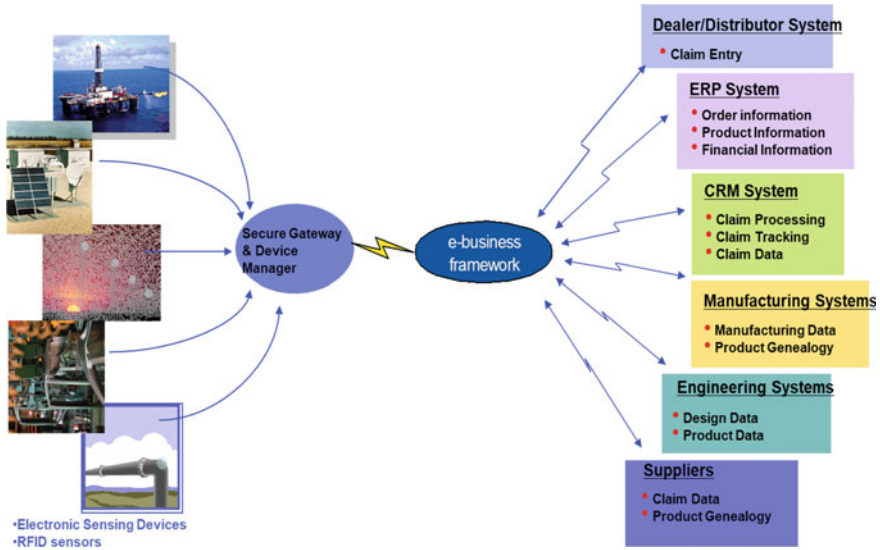 Dealer/Distributor System
• Claim Entry
ERP System
• Order information
• Product Information
• Financial Information
CRM System
• Claim Processing
• Claim Tracking
• Claim Data
Secure Gateway
& Device
Manager
e-business
framework
Manufacturing Systems
• Manufacturing Data
• Product Genealogy
Engineering Systems
• Design Data
• Product Data
Suppliers
• Claim Data
• Product Genealogy
•Electronic Sensing Devices
•RFID sensors